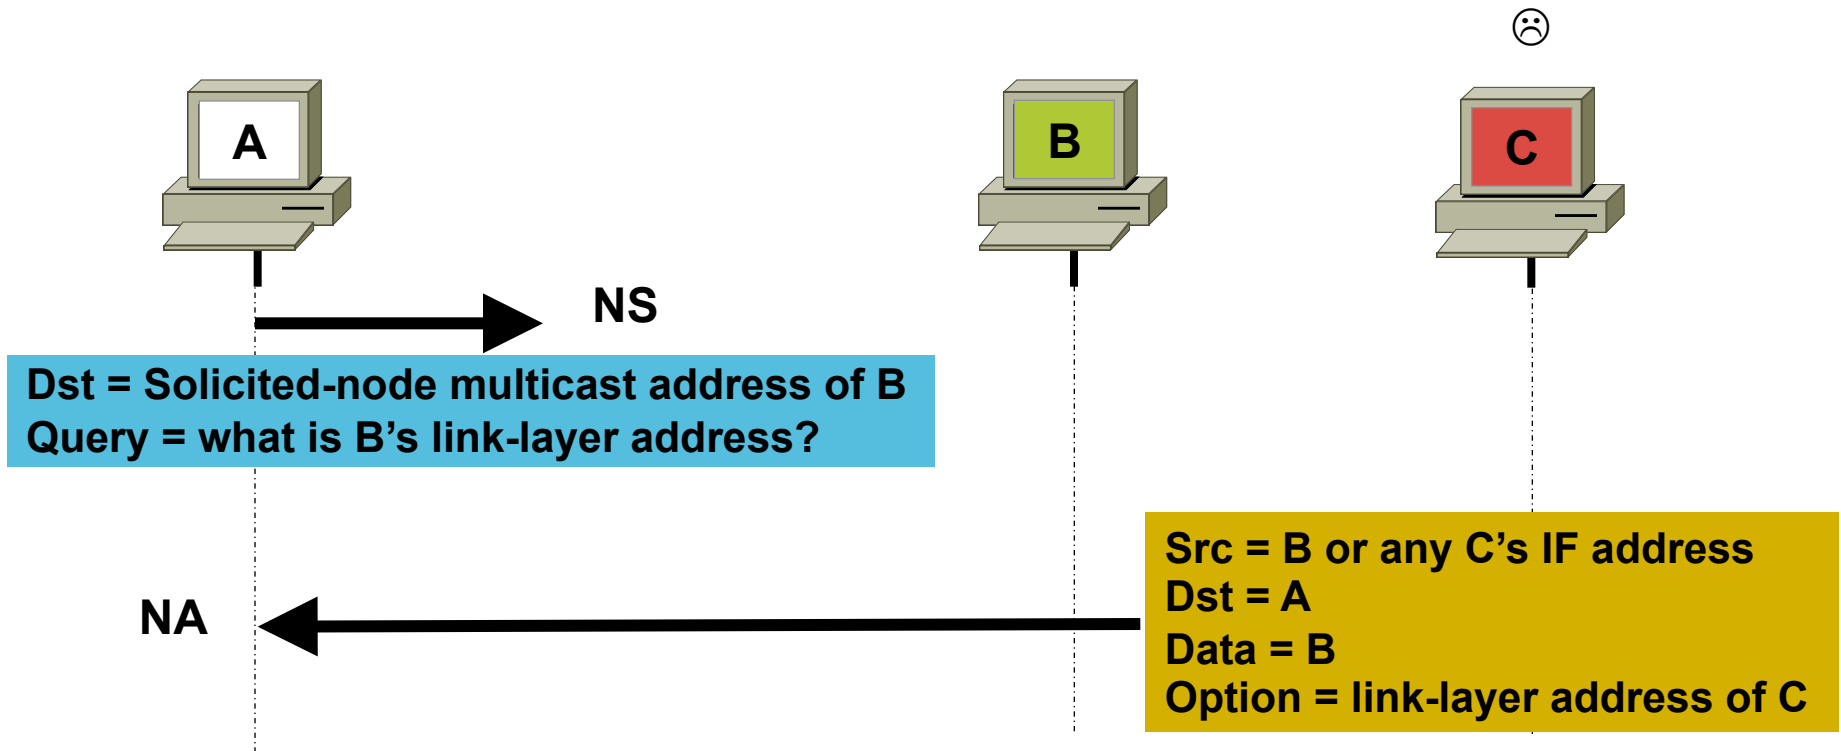 A
B
C
NS
Dst = Solicited-node multicast address of B
Query = what is B’s link-layer address?
Src = B or any C’s IF address
Dst = A
Data = B
Option = link-layer address of C
NA